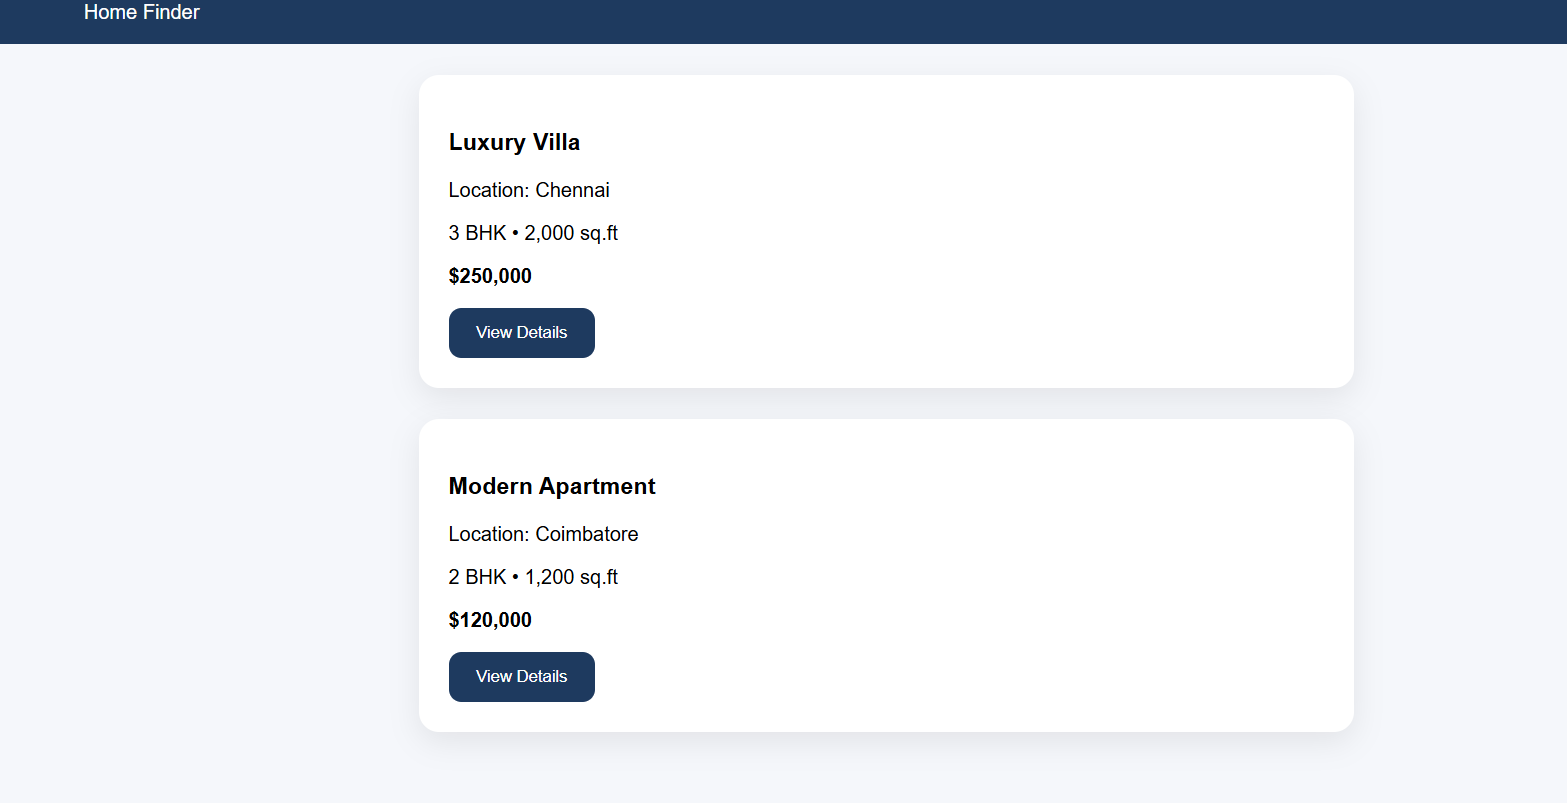 Home Finder
Luxury Villa
Location: Chennai
3 BHK • 2,000 sq.ft
$250,000
View Details
Modern Apartment
Location: Coimbatore
2 BHK • 1,200 sq.ft
$120,000
View Details